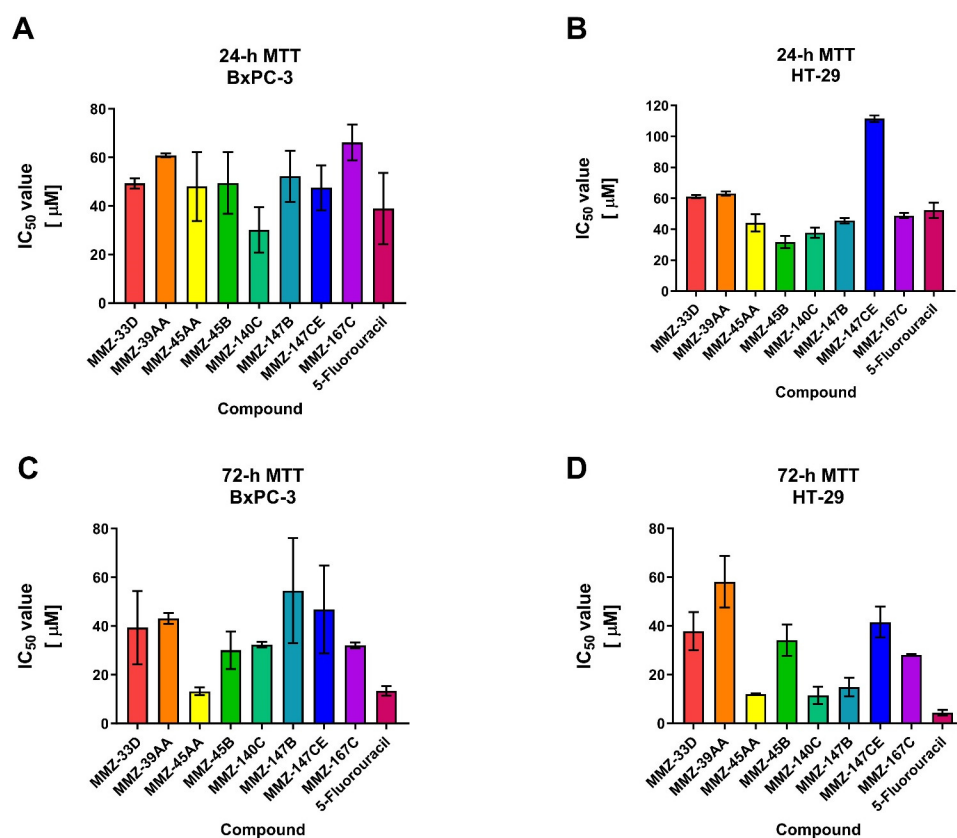 A
24-h MTT
BxPC-3
IC50 value
[ μM]
80
60
40
20
0
MMZ-33D
MMZ-39AA
MMZ-45AA
MMZ-45B
MMZ-140C
MMZ-147B
MMZ-147CE
MMZ-167C
5-Fluorouracil
Compound
B
24-h MTT
HT-29
IC50 value
[ μM]
120
100
80
60
40
20
0
MMZ-33D
MMZ-39AA
MMZ-45AA
MMZ-45B
MMZ-140C
MMZ-147B
MMZ-147CE
MMZ-167C
5-Fluorouracil
Compound
C
72-h MTT
BxPC-3
IC50 value
[ μM]
80
60
40
20
0
MMZ-33D
MMZ-39AA
MMZ-45AA
MMZ-45B
MMZ-140C
MMZ-147B
MMZ-147CE
MMZ-167C
5-Fluorouracil
Compound
D
72-h MTT
HT-29
IC50 value
[ μM]
80
60
40
20
0
MMZ-33D
MMZ-39AA
MMZ-45AA
MMZ-45B
MMZ-140C
MMZ-147B
MMZ-147CE
MMZ-167C
5-Fluorouracil
Compound